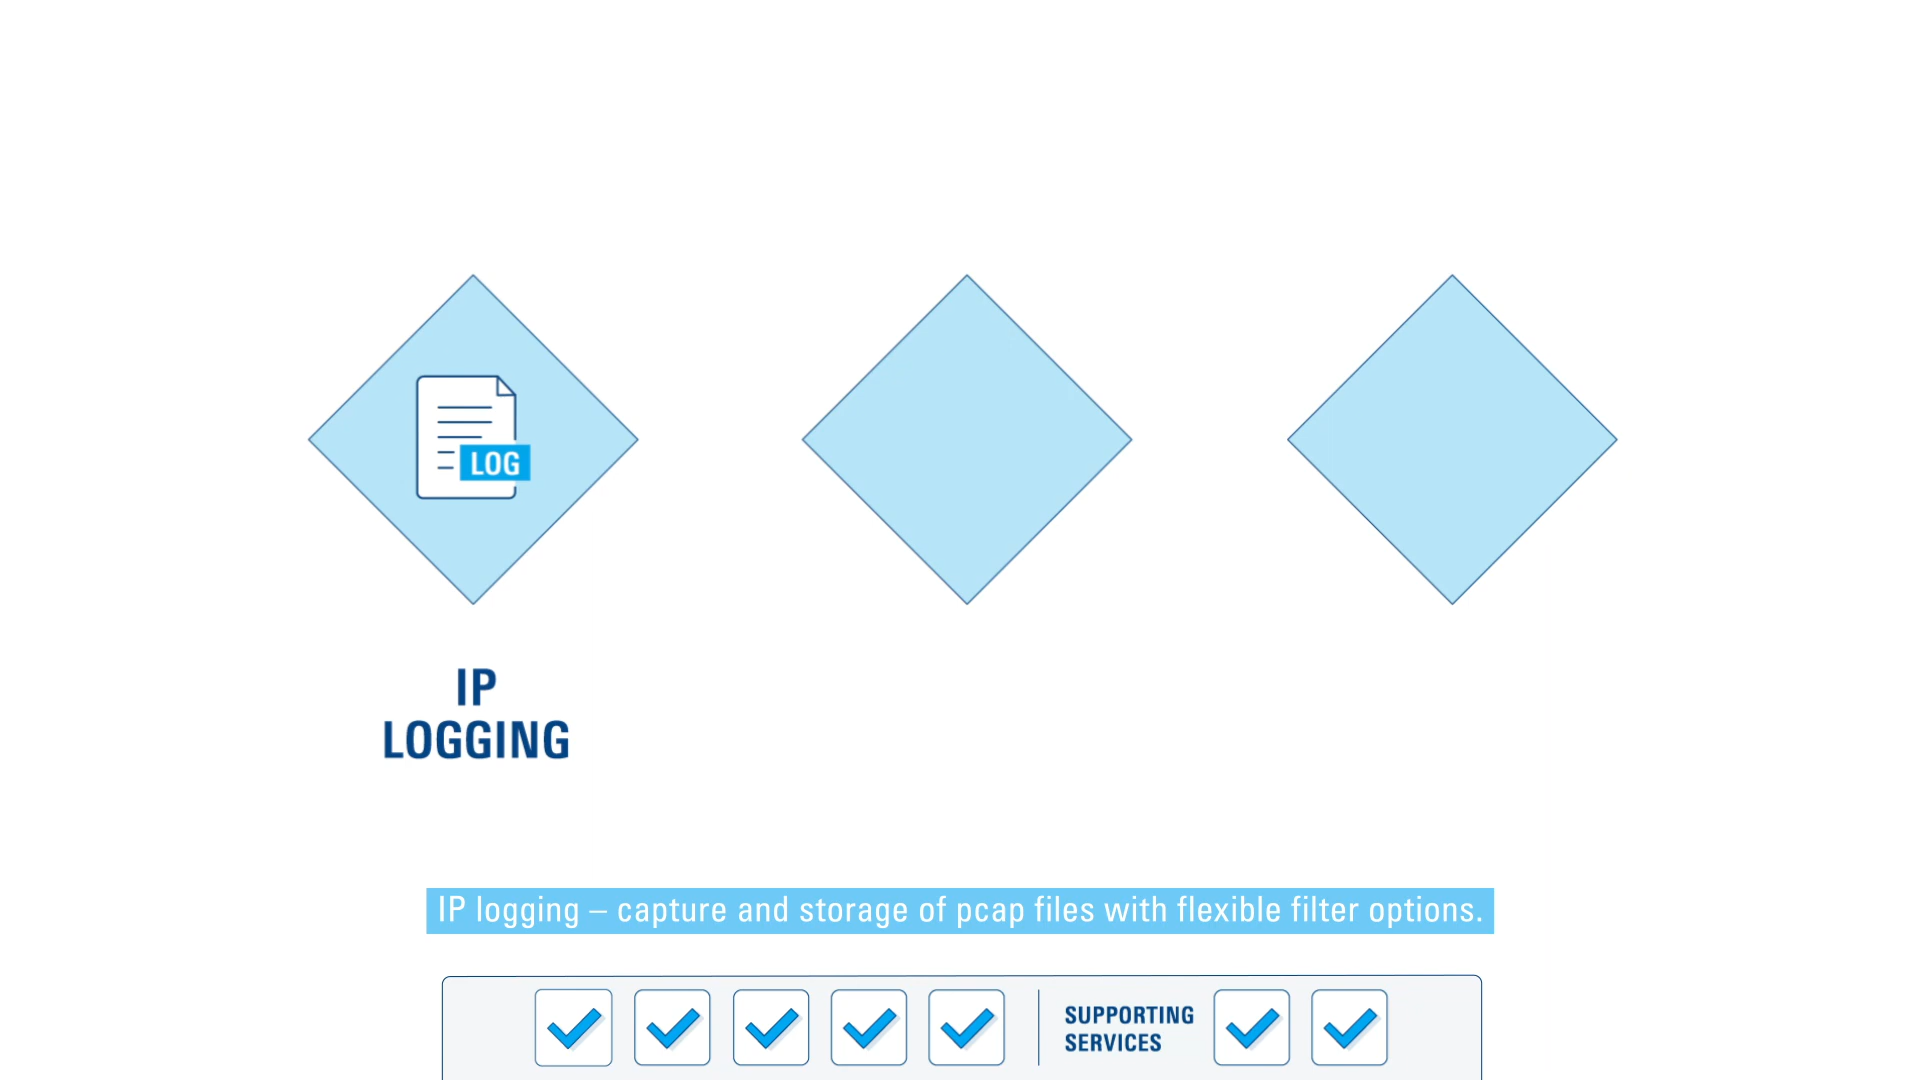 LOG
IP
LOGGING
IP logging – capture and storage of pcap files with flexible filter options.
SUPPORTING
SERVICES